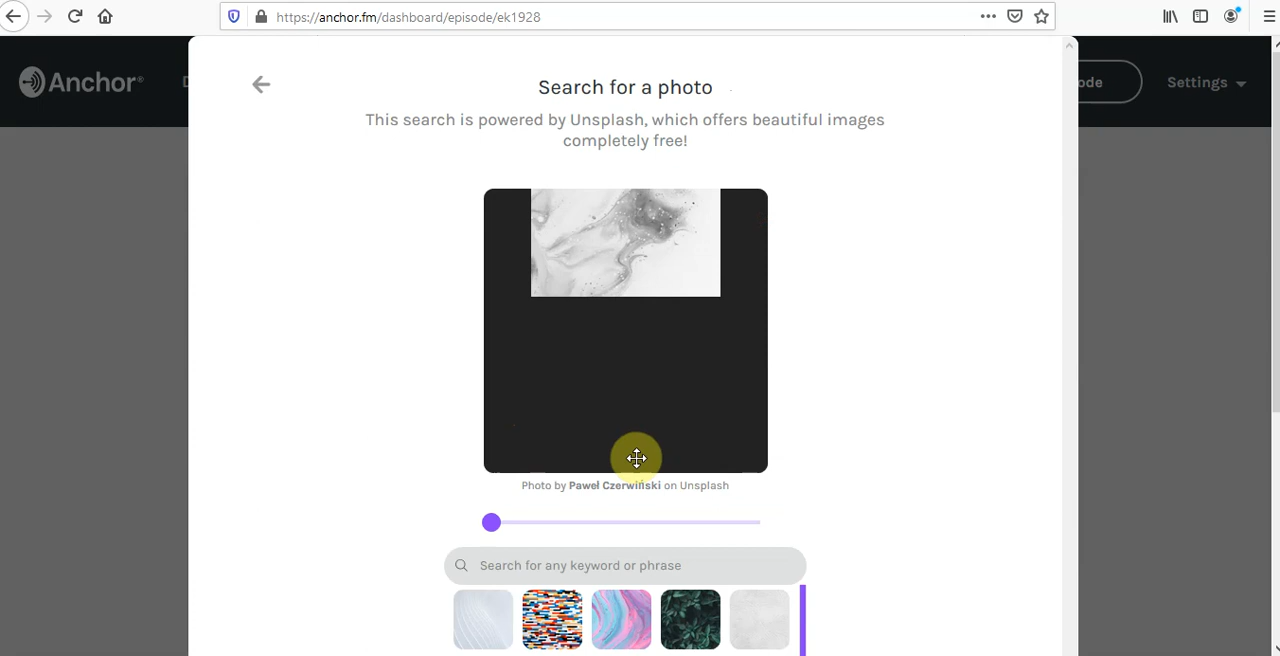 https://anchor.fm/dashboard/episode/ek1928
Anchor®
Settings
Search for a photo
This search is powered by Unsplash, which offers beautiful images
completely free!
Photo by Paweł Czerwiński on Unsplash
Search for any keyword or phrase